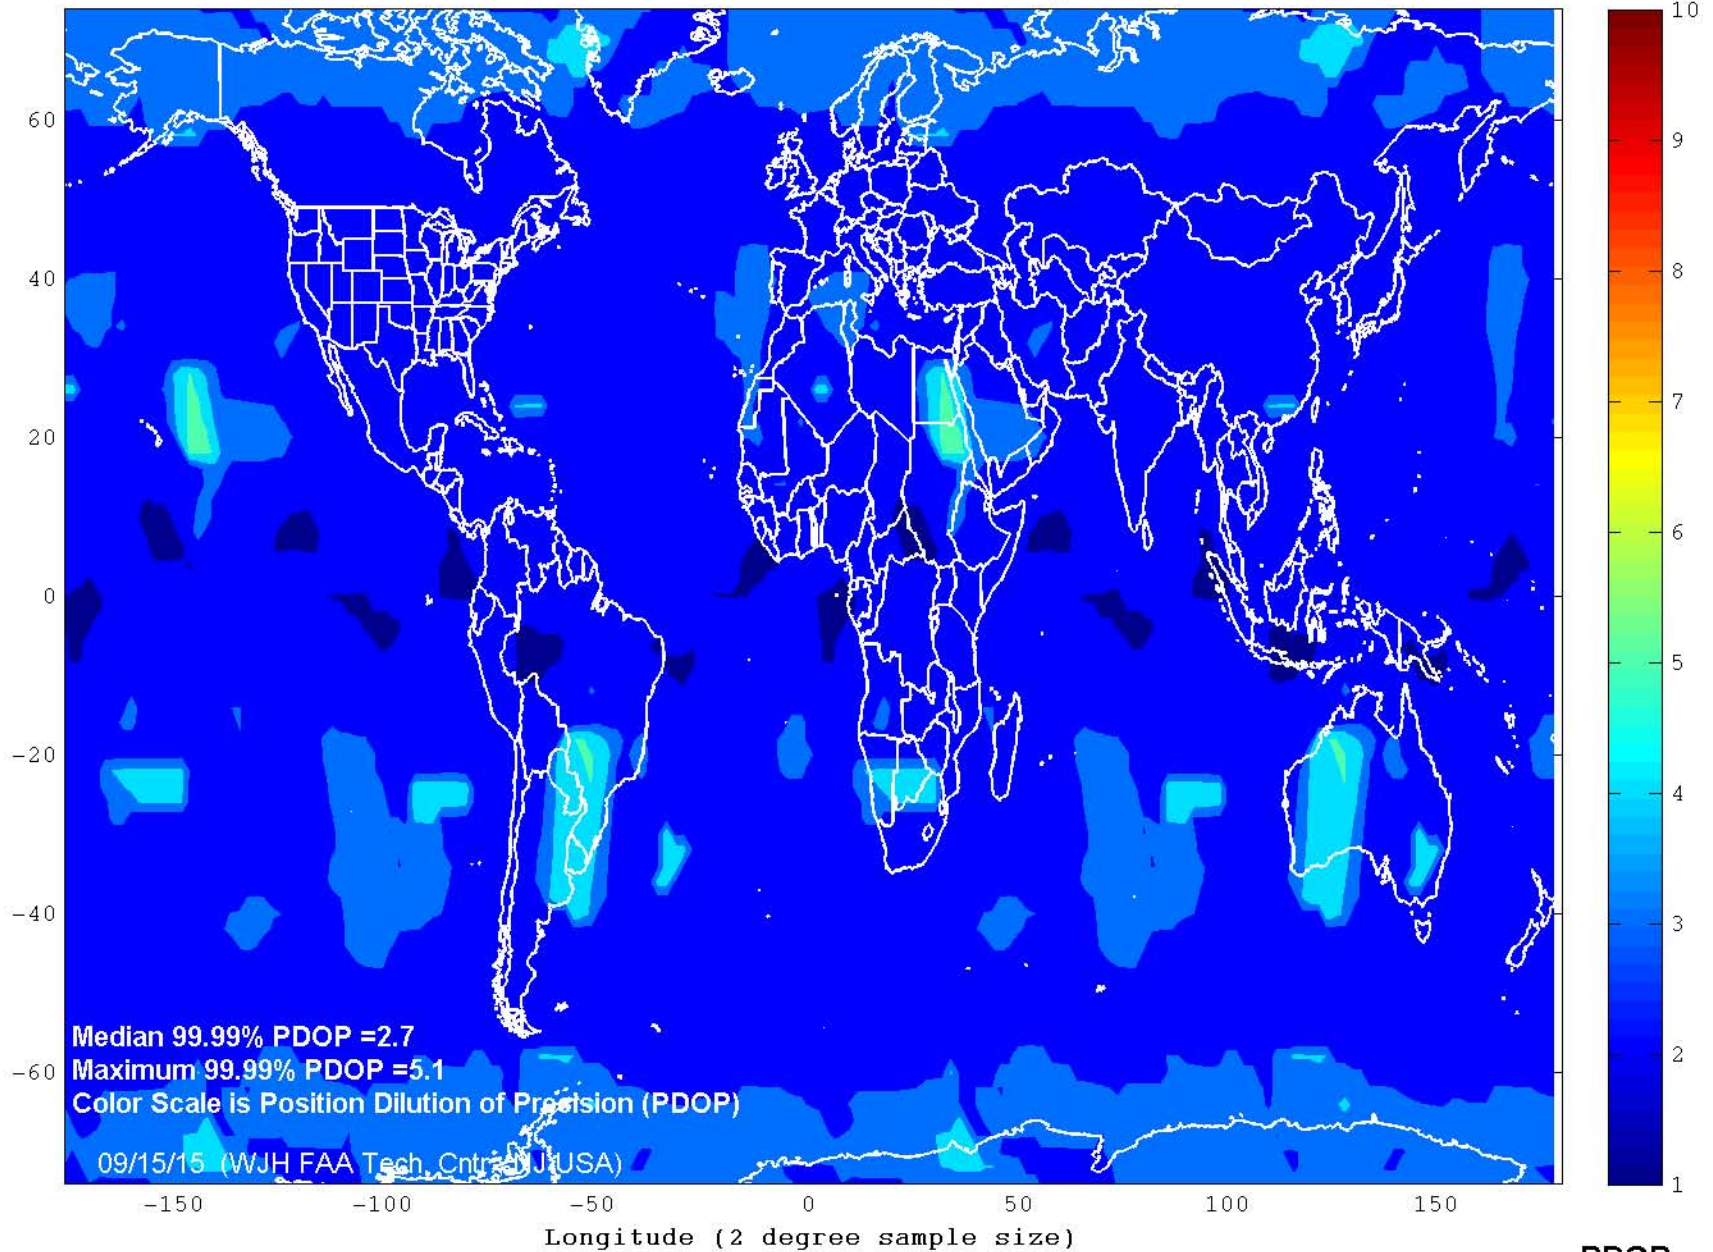 10
9
8
7
6
5
4
3
2
1
60
40
20
0
-20
-40
-60
Median 99.99% PDOP =2.7
Maximum 99.99% PDOP =5.1
Color Scale is Position Dilution of Precision (PDOP)
09/15/15 (WJH FAA Tech. Cntr. NJ USA)
-150 -100 -50 0 50 100 150
Longitude (2 degree sample size)
PDOP